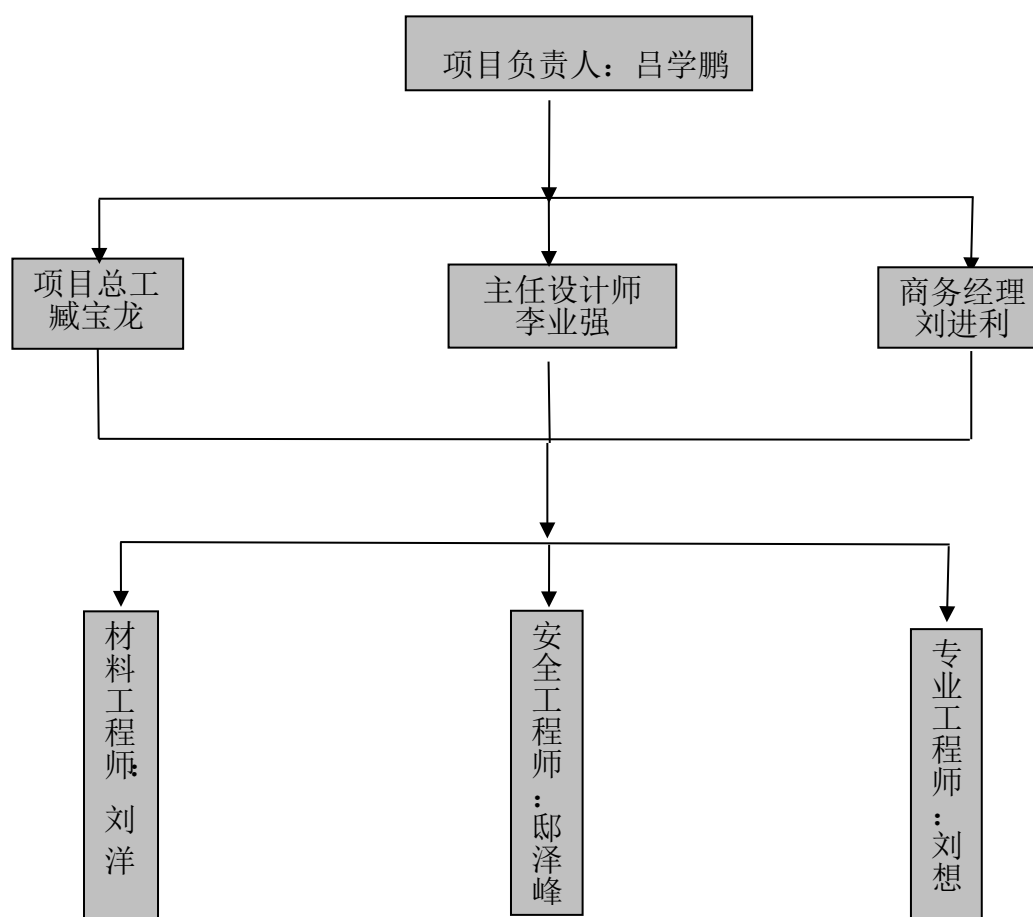 项目负责人：吕学鹏
项目总工
臧宝龙
主任设计师
李业强
商务经理
刘进利
材料工程师：刘洋
安全工程师：邸泽峰
专业工程师：刘想